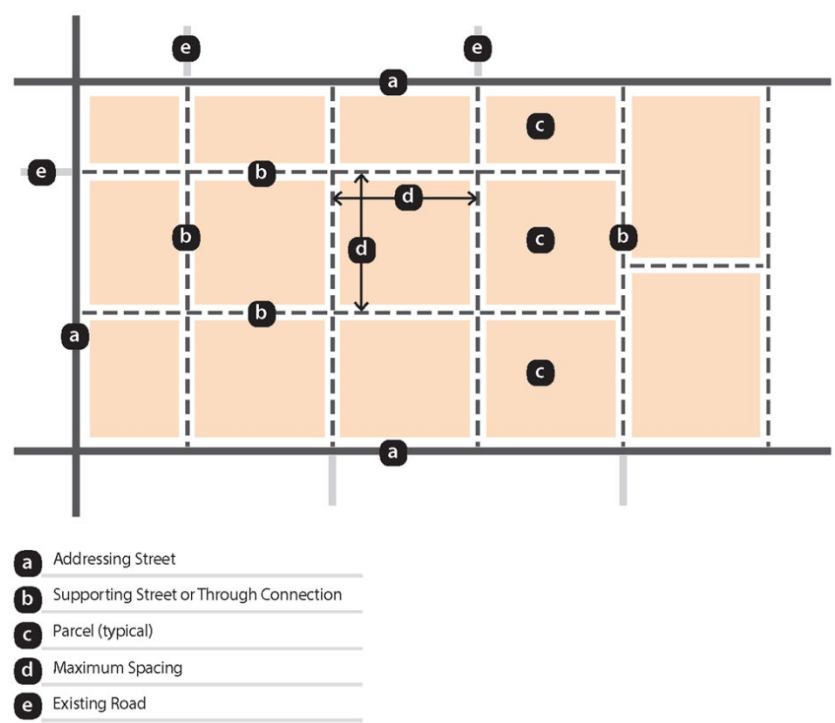 e e
a
c
e b
d
b d c b
b
a
c
a
a Addressing Street
b Supporting Street or Through Connection
c Parcel (typical)
d Maximum Spacing
e Existing Road